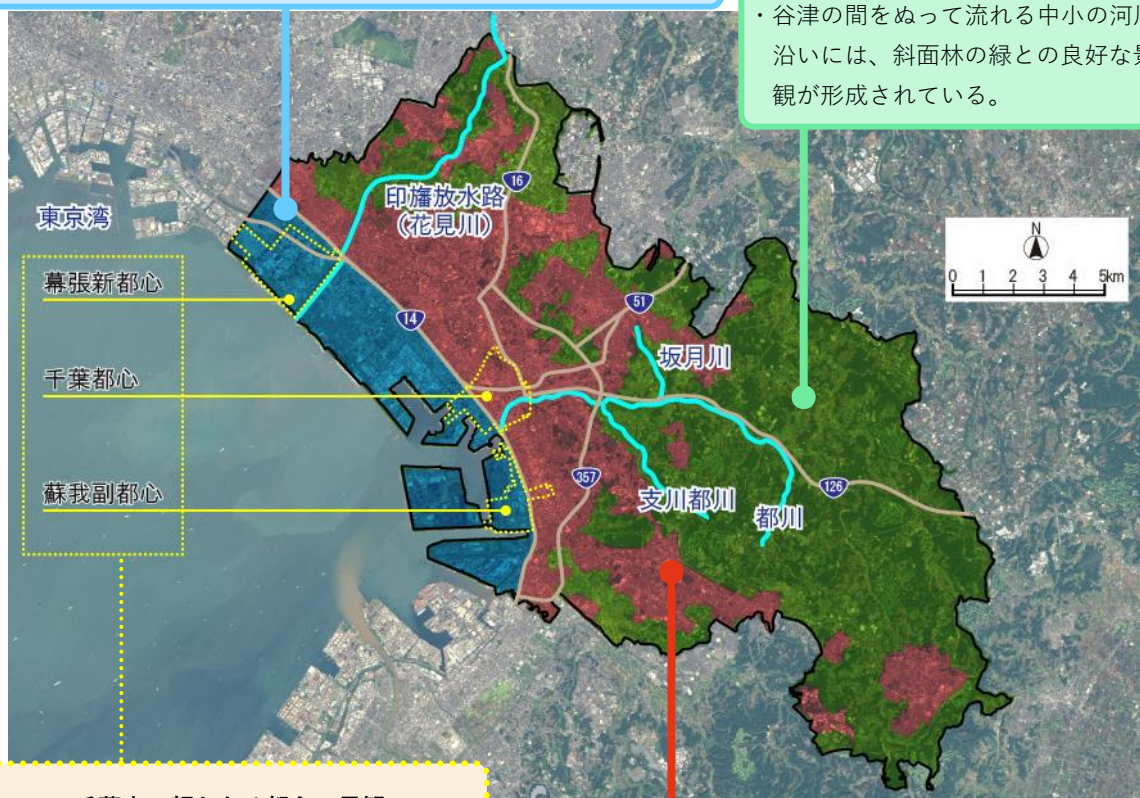 ・谷津の間をぬって流れる中小の河川
沿いには、斜面林の緑との良好な景
観が形成されている。
東京湾
印旛放水路
(花見川)
16
N
0 1 2 3 4 5km
幕張新都心
14
51
坂月川
千葉都心
蘇我副都心
357
支川都川
都川
126